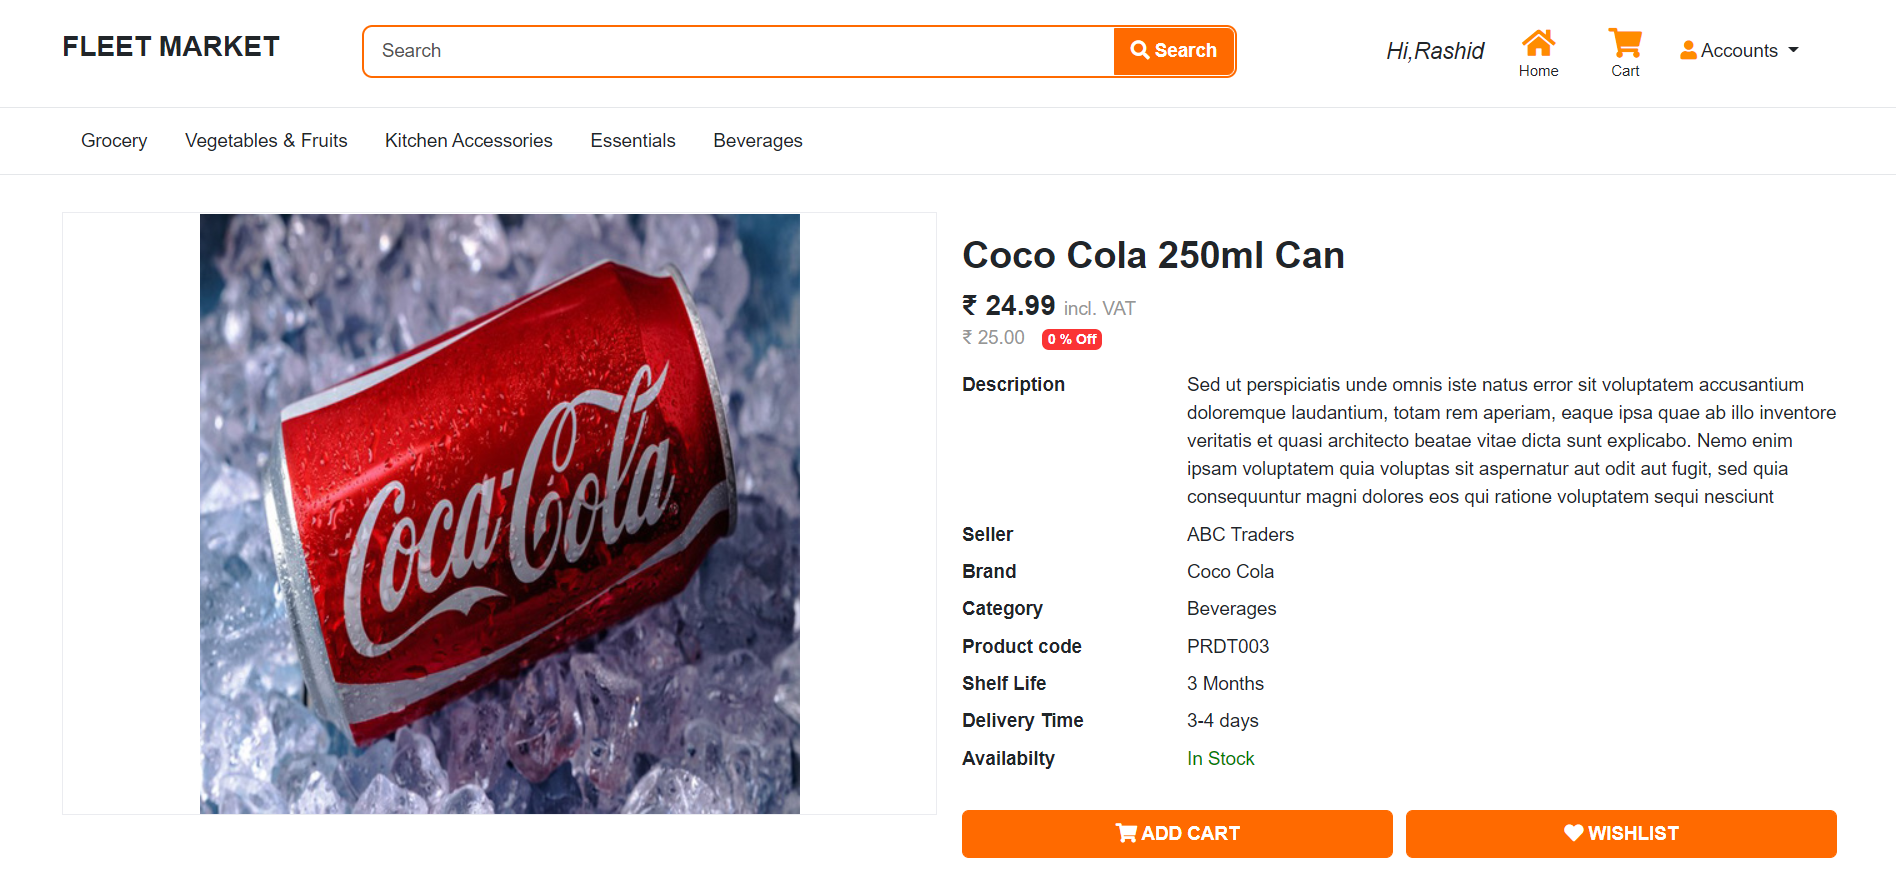 FLEET MARKET
Search
Search
Hi,Rashid
Home
Cart
Accounts
Grocery
Vegetables & Fruits
Kitchen Accessories
Essentials
Beverages
Coca-Cola
Coco Cola 250ml Can
₹ 24.99 incl. VAT
₹ 25.00 0 % Off
Description
Sed ut perspiciatis unde omnis iste natus error sit voluptatem accusantium
doloremque laudantium, totam rem aperiam, eaque ipsa quae ab illo inventore
veritatis et quasi architecto beatae vitae dicta sunt explicabo. Nemo enim
ipsam voluptatem quia voluptas sit aspernatur aut odit aut fugit, sed quia
consequuntur magni dolores eos qui ratione voluptatem sequi nesciunt
Seller ABC Traders
Brand Coco Cola
Category Beverages
Product code PRDT003
Shelf Life 3 Months
Delivery Time 3-4 days
Availabilty In Stock
ADD CART
WISHLIST